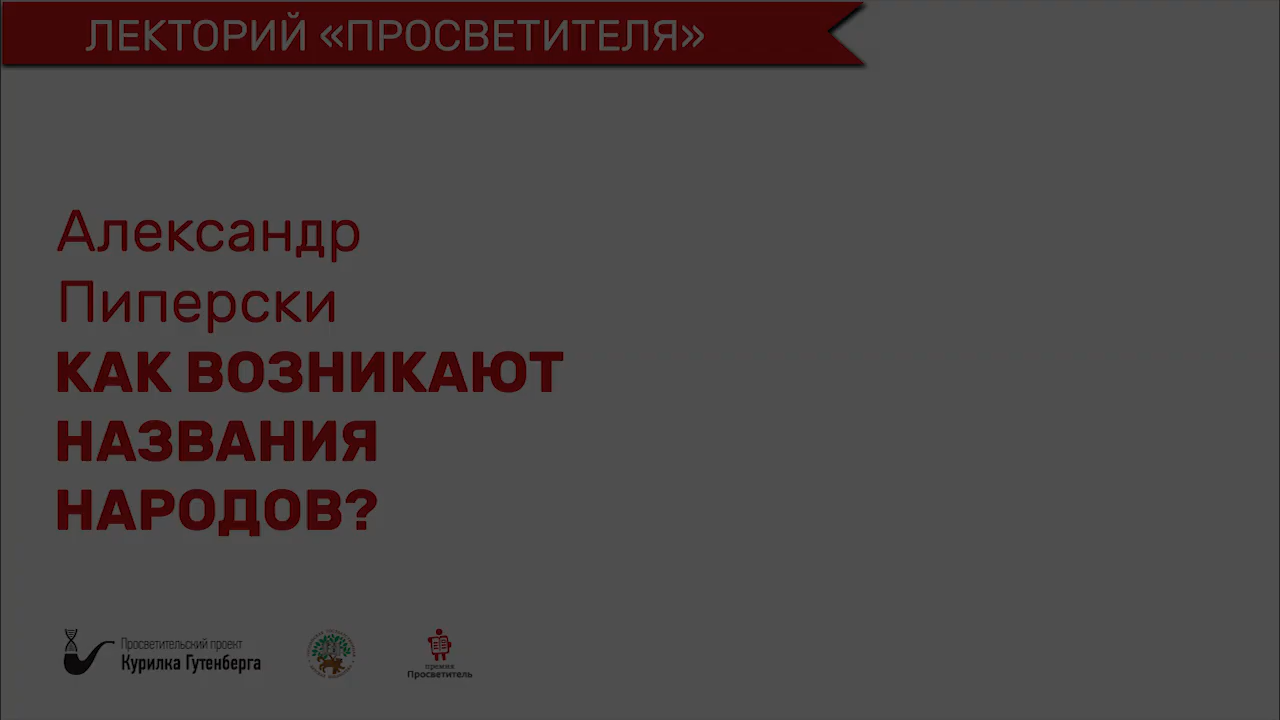 ЛЕКТОРИЙ «ПРОСВЕТИТЕЛЯ»
Александр
Пиперски
КАК ВОЗНИКАЮТ
НАЗВАНИЯ
НАРОДОВ?
Просветительский проект
Курилка Гутенберга
премия
Просветитель